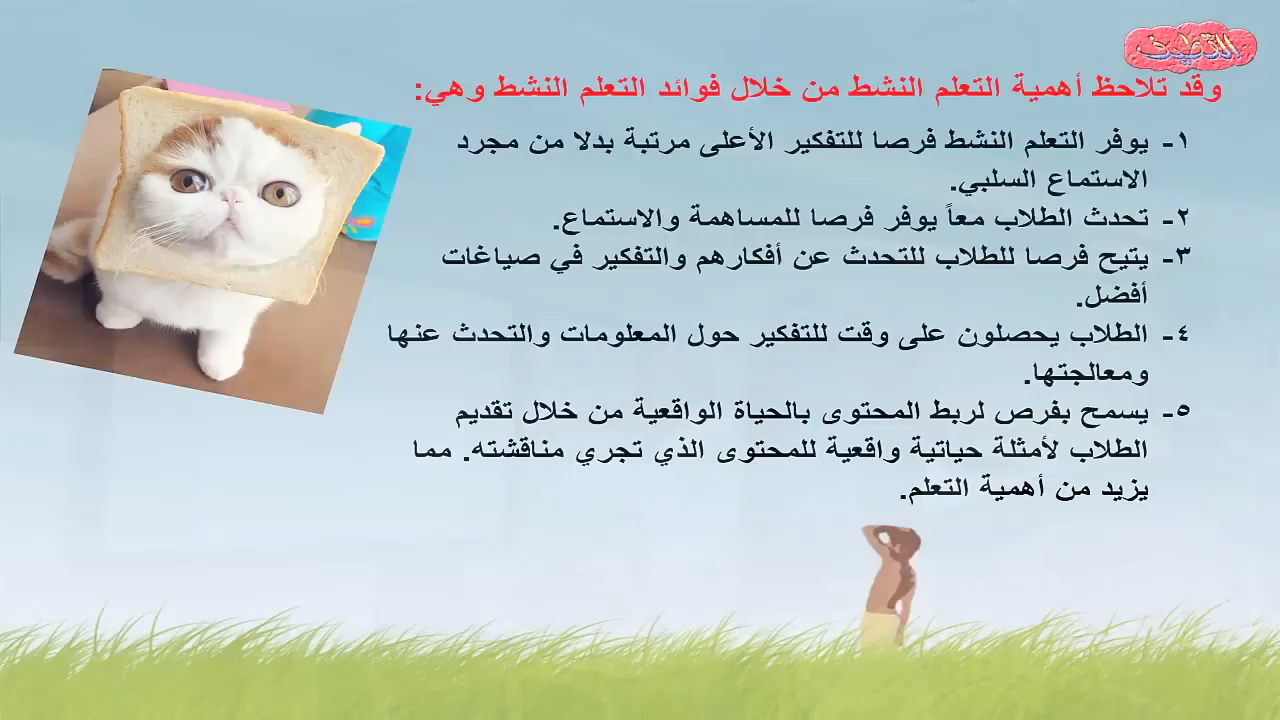 وقد تلاحظ أهمية التعلم النشط من خلال فوائد التعلم النشط وهي:
١- يوفر التعلم النشط فرصا للتفكير الأعلى مرتبة بدلا من مجرد
الاستماع السلبي.
٢- تحدث الطلاب معاً يوفر فرصا للمساهمة والاستماع.
٣- يتيح فرصا للطلاب للتحدث عن أفكارهم والتفكير في صياغات
أفضل.
٤- الطلاب يحصلون على وقت للتفكير حول المعلومات والتحدث عنها
ومعالجتها.
٥- يسمح بفرص لربط المحتوى بالحياة الواقعية من خلال تقديم
الطلاب لأمثلة حياتية واقعية للمحتوى الذي تجري مناقشته. مما
يزيد من أهمية التعلم.